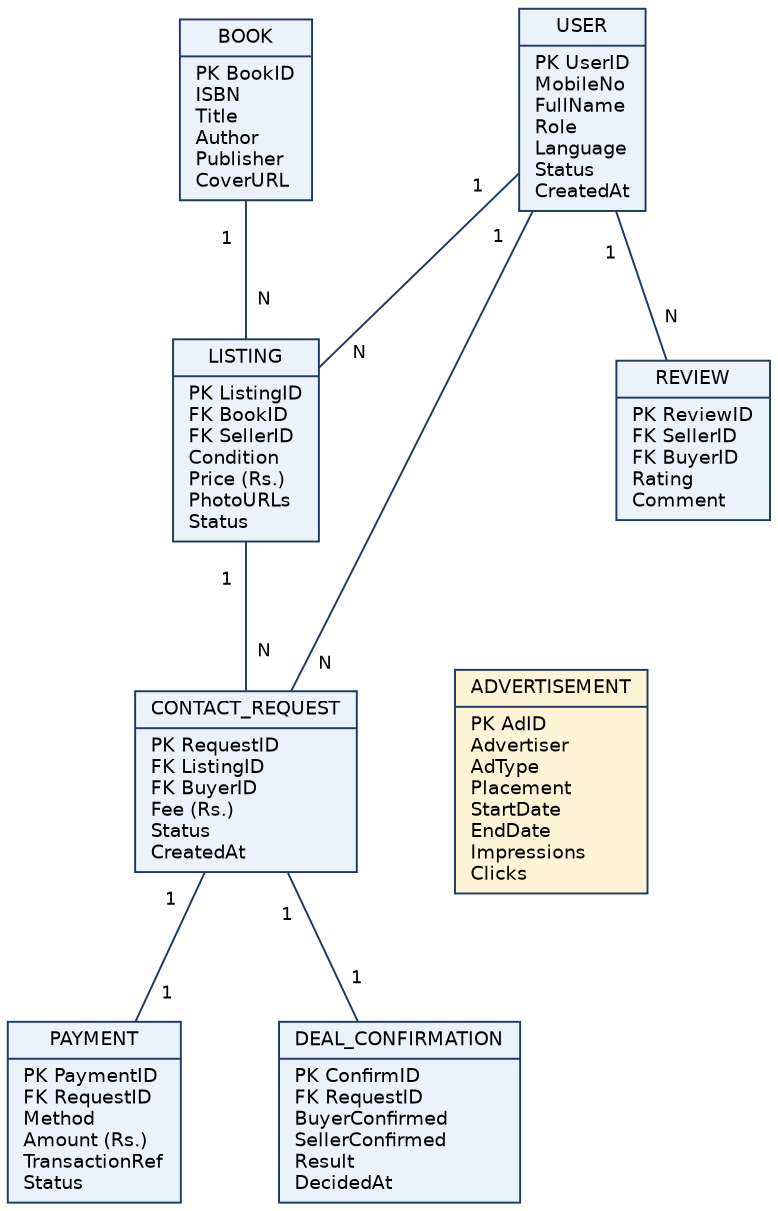 BOOK
PK BookID
ISBN
Title
Author
Publisher
CoverURL
USER
PK UserID
MobileNo
FullName
Role
Language
Status
CreatedAt
1
1
1
1
N
N
N
LISTING
PK ListingID
FK BookID
FK SellerID
Condition
Price (Rs.)
PhotoURLs
Status
REVIEW
PK ReviewID
FK SellerID
FK BuyerID
Rating
Comment
1
N
N
CONTACT_REQUEST
PK RequestID
FK ListingID
FK BuyerID
Fee (Rs.)
Status
CreatedAt
ADVERTISEMENT
PK AdID
Advertiser
AdType
Placement
StartDate
EndDate
Impressions
Clicks
1
1
1
1
PAYMENT
PK PaymentID
FK RequestID
Method
Amount (Rs.)
TransactionRef
Status
DEAL_CONFIRMATION
PK ConfirmID
FK RequestID
BuyerConfirmed
SellerConfirmed
Result
DecidedAt